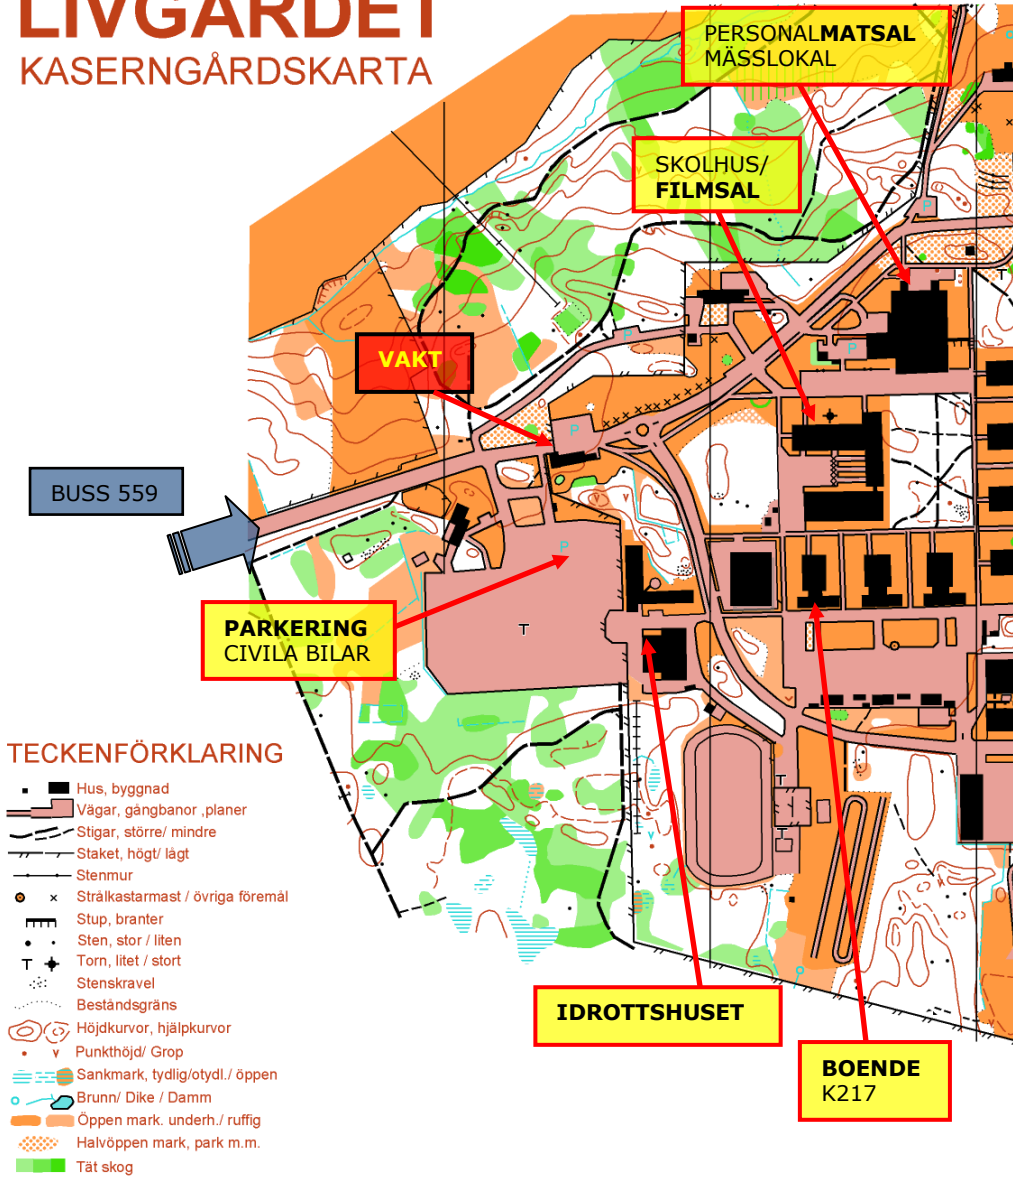 LIVGARDET
KASERNGÅRDSKARTA
PERSONALMATSAL
MÄSSLOKAL
SKOLHUS/
FILMSAL
VAKT
BUSS 559
PARKERING
CIVILA BILAR
IDROTTSHUSET
BOENDE
K217
P
P
P
P
P
T
T
T
T
TECKENFÖRKLARING
Hus, byggnad
Vägar, gångbanor ,planer
Stigar, större/ mindre
Staket, högt/ lågt
Stenmur
Strålkastarmast / övriga föremål
Stup, branter
Sten, stor / liten
Torn, litet / stort
Stenskravel
Beståndsgräns
Höjdkurvor, hjälpkurvor
Punkthöjd/ Grop
Sankmark, tydlig/otydl./ öppen
Brunn/ Dike / Damm
Öppen mark. underh./ ruffig
Halvöppen mark, park m.m.
Tät skog